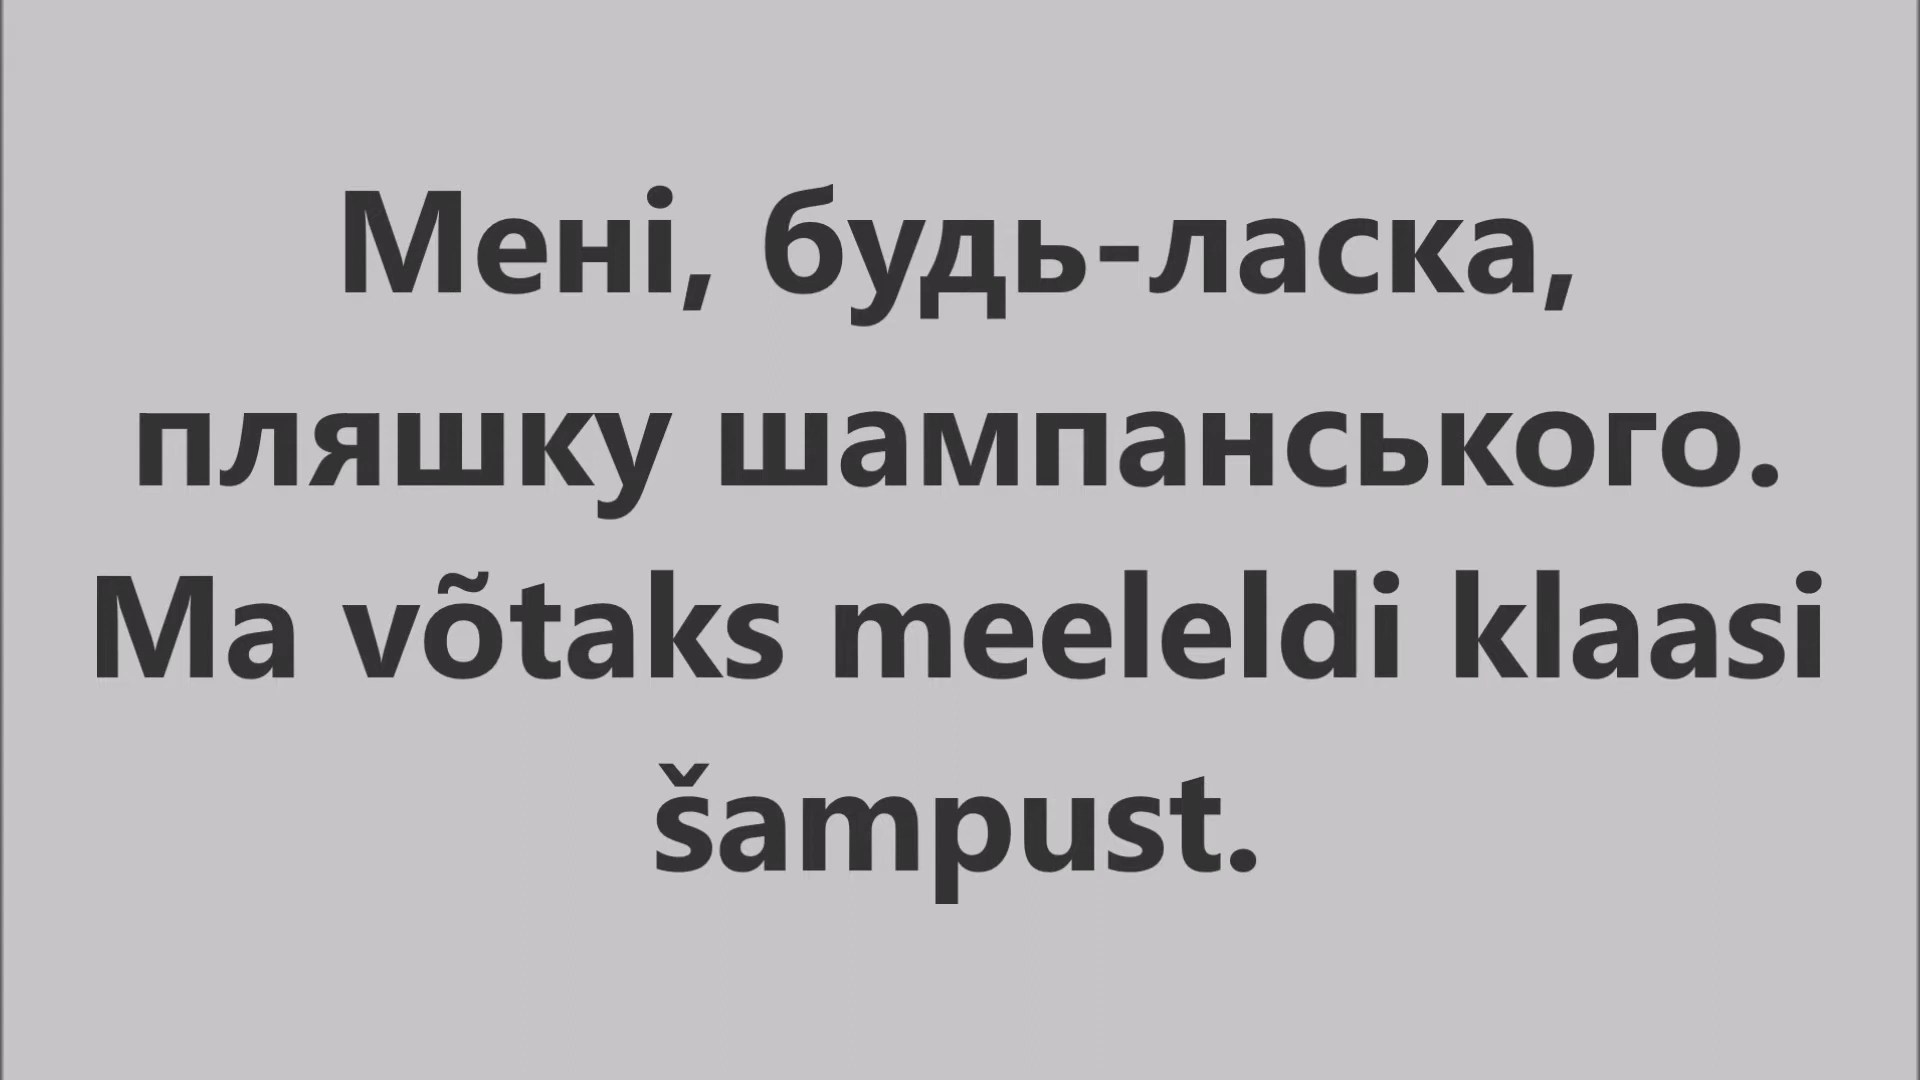 Мені, будь-ласка,
пляшку шампанського.
Ma võtaks meeleldi klaasi
šampust.